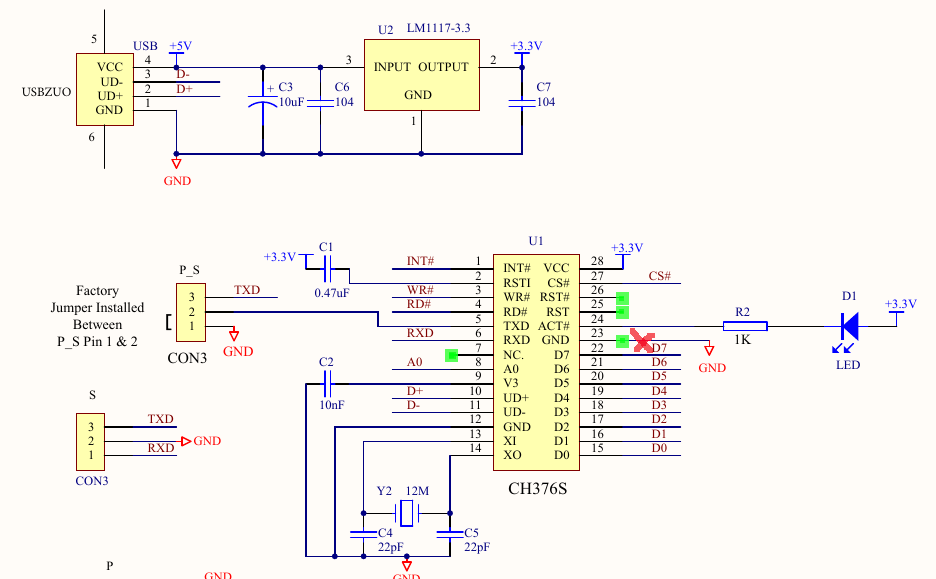 U2 LM1117-3.3
5
USB +5V +3.3V
VCC 4 3 INPUT OUTPUT 2
UD- 3 D-
USBZUO UD+ 2 D+
GND 1
+ C3 10uF
C6 104
GND
C7 104
1
6
GND
U1
+3.3V C1 0.47uF
+3.3V
P_S
Factory
Jumper Installed
Between
P_S Pin 1 & 2
3 TXD
2
1
GND
CON3
INT# 1 INT# VCC 28
2 RSTI CS# 27 CS#
WR# 3 WR# RST# 26
RD# 4 RD# RST 25
5 TXD ACT# 24
RXD 6 RXD GND 23
7 NC. D7 22 D7
A0 8 A0 D6 21 D6
9 V3 D5 20 D5
D+ 10 UD+ D4 19 D4
D- 11 UD- D3 18 D3
12 GND D2 17 D2
13 XI D1 16 D1
14 XO D0 15 D0
CH376S
R2
1K
D1
LED
+3.3V
GND
C2
10nF
S
3 TXD
2 GND
1 RXD
CON3
Y2 12M
C4
22pF
C5
22pF
P
GND
GND